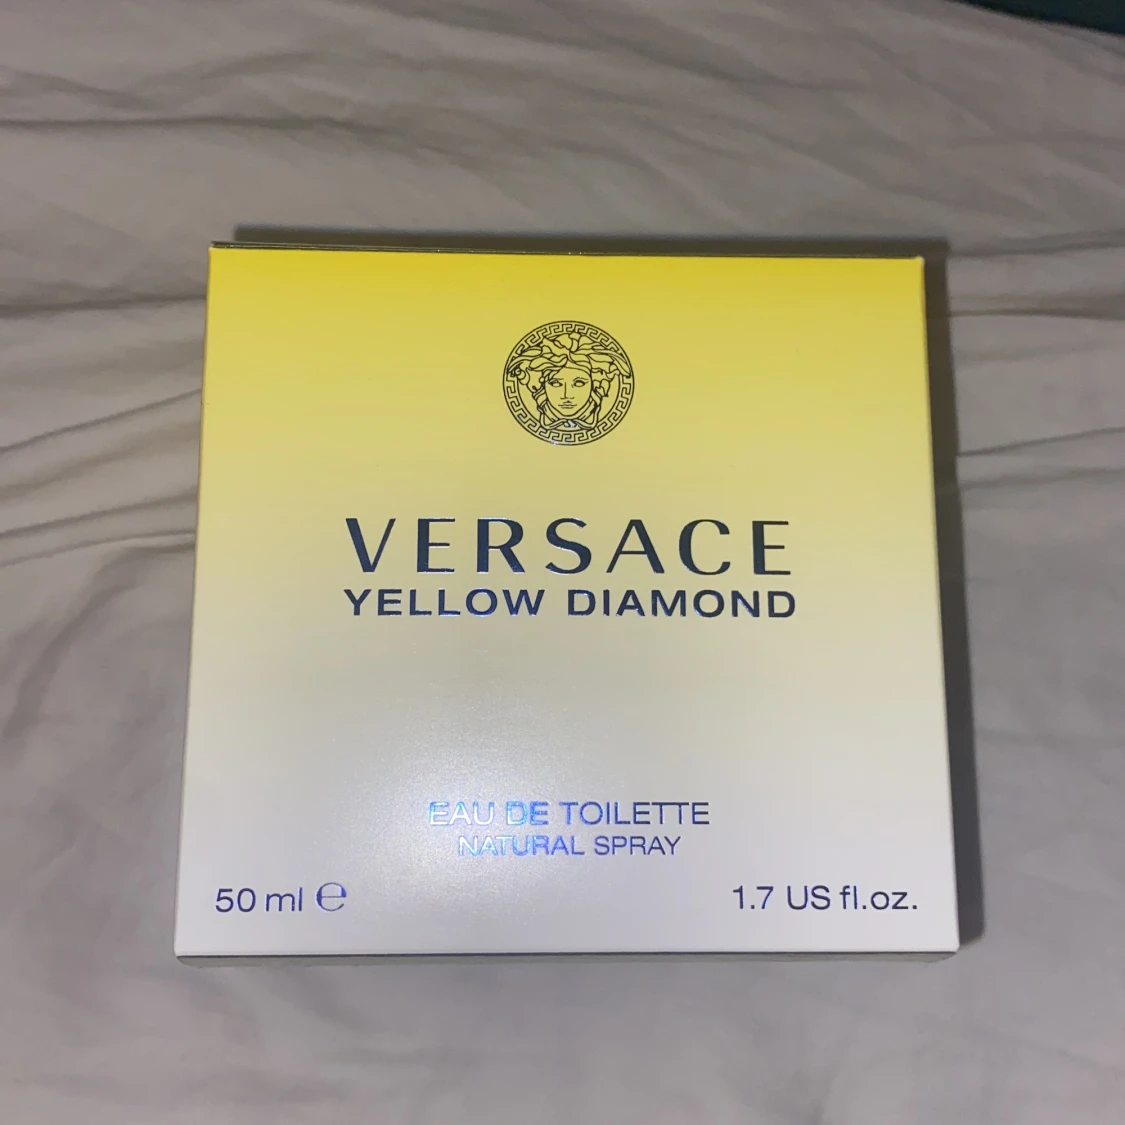 VERSACE
YELLOW DIAMOND
EAU DE TOILETTE
NATURAL SPRAY
50 ml ℮
1.7 US fl.oz.